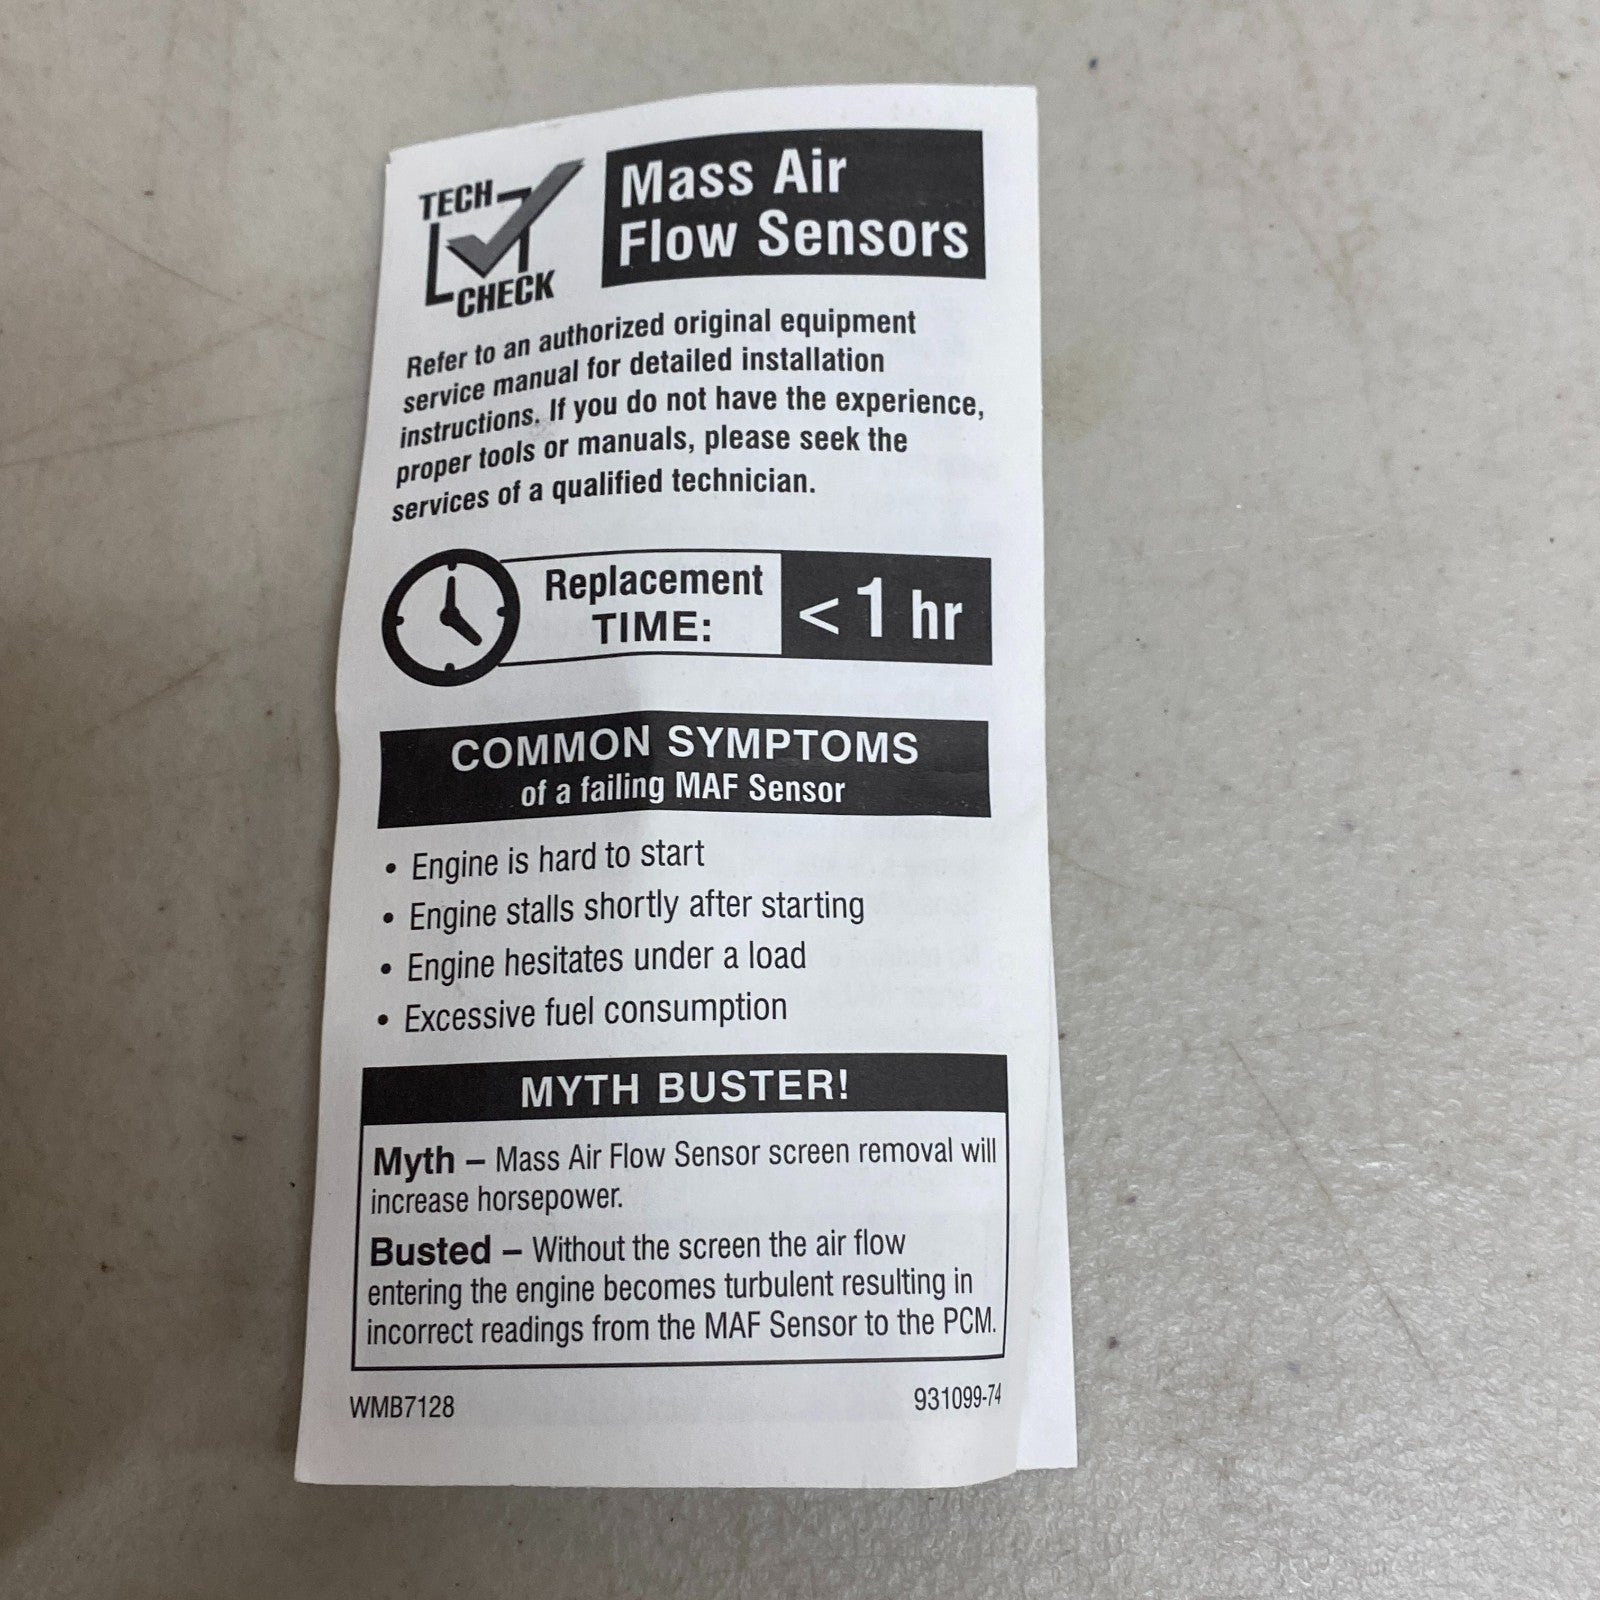 TECH
CHECK
Mass Air
Flow Sensors
Refer to an authorized original equipment
service manual for detailed installation
instructions. If you do not have the experience,
proper tools or manuals, please seek the
services of a qualified technician.
Replacement
TIME:
< 1 hr
COMMON SYMPTOMS
of a failing MAF Sensor
• Engine is hard to start
• Engine stalls shortly after starting
• Engine hesitates under a load
• Excessive fuel consumption
MYTH BUSTER!
Myth – Mass Air Flow Sensor screen removal will
increase horsepower.
Busted – Without the screen the air flow
entering the engine becomes turbulent resulting in
incorrect readings from the MAF Sensor to the PCM.
WMB7128
931099-74